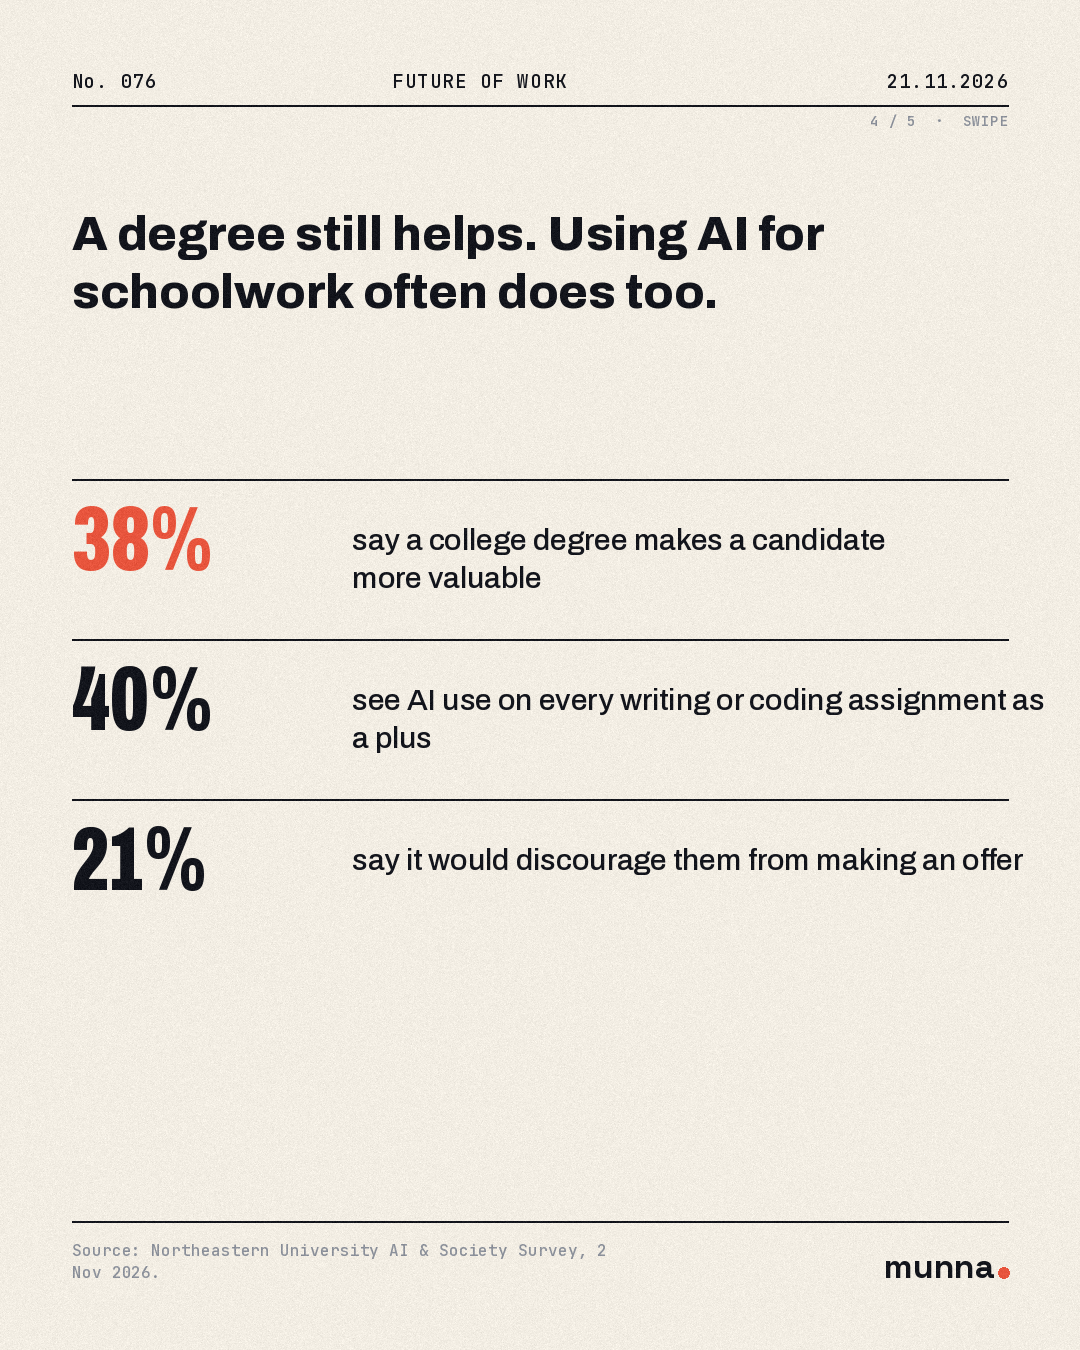 No. 076
FUTURE OF WORK
21.11.2026
4 / 5 · SWIPE
A degree still helps. Using AI for
schoolwork often does too.
38%
say a college degree makes a candidate
more valuable
40%
see AI use on every writing or coding assignment as
a plus
21%
say it would discourage them from making an offer
Source: Northeastern University AI & Society Survey, 2
Nov 2026.
munna.